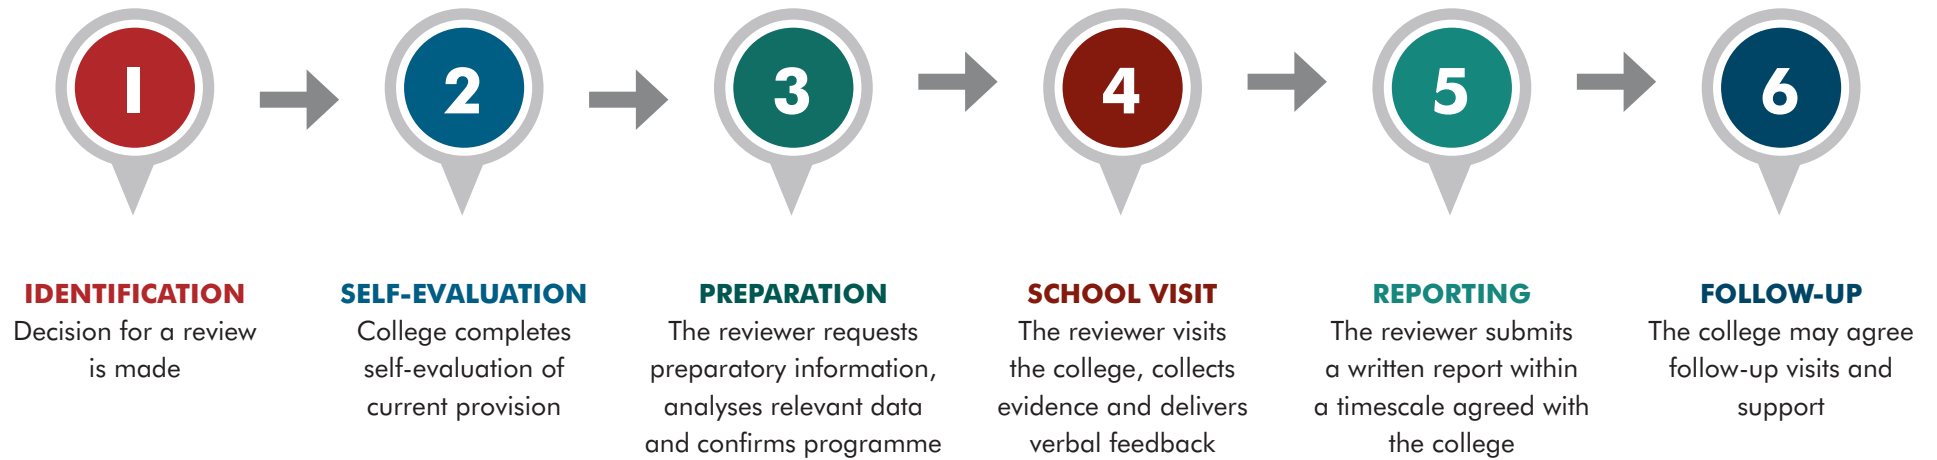 1
2
3
4
5
6
IDENTIFICATION
Decision for a review
is made
SELF-EVALUATION
College completes
self-evaluation of
current provision
PREPARATION
The reviewer requests
preparatory information,
analyses relevant data
and confirms programme
SCHOOL VISIT
The reviewer visits
the college, collects
evidence and delivers
verbal feedback
REPORTING
The reviewer submits
a written report within
a timescale agreed with
the college
FOLLOW-UP
The college may agree
follow-up visits and
support